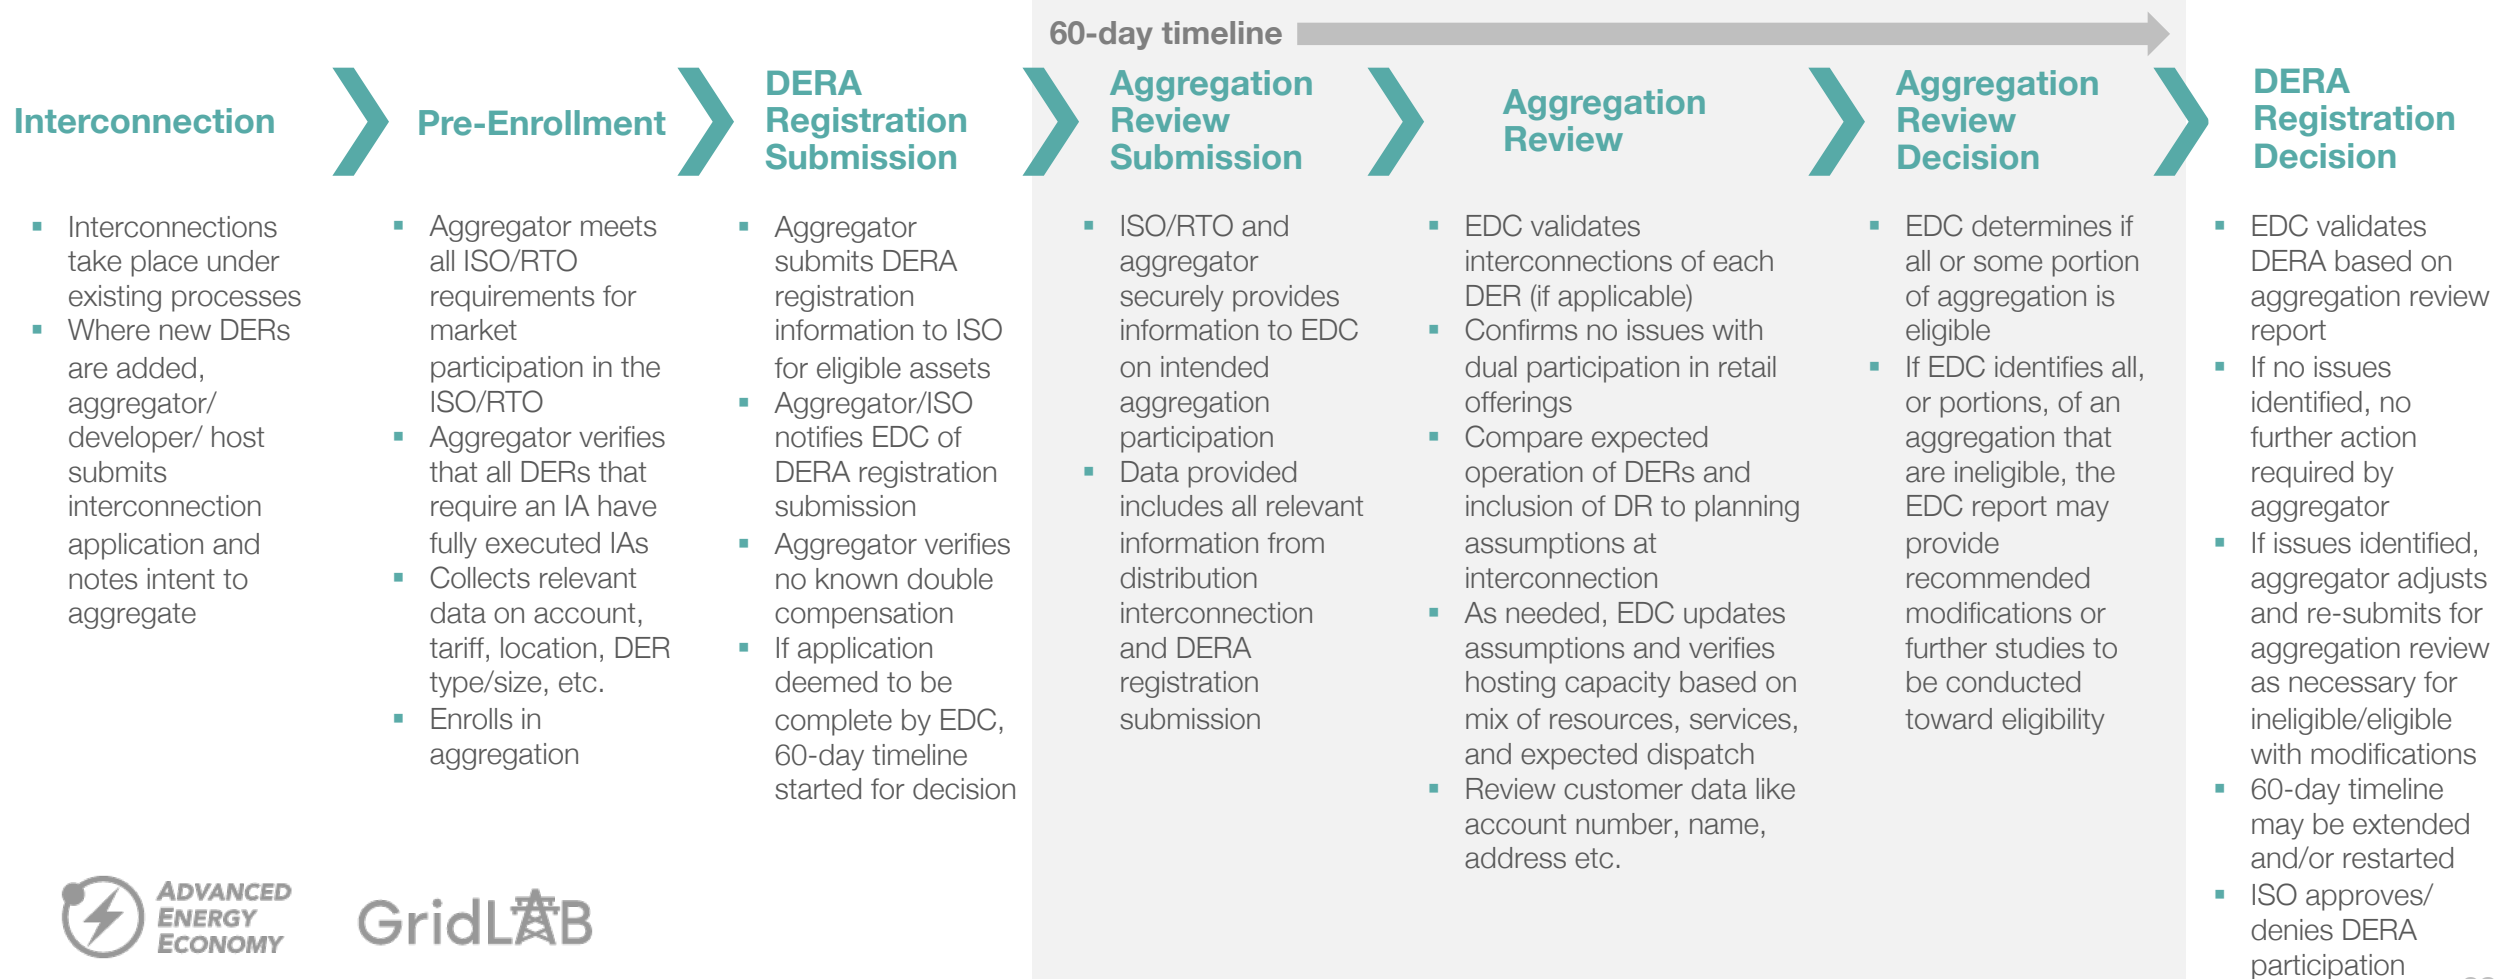 60-day timeline
Interconnection
Pre-Enrollment
DERA
Registration
Submission
Aggregation
Review
Submission
Aggregation
Review
Aggregation
Review
Decision
DERA
Registration
Decision
▪ Interconnections
take place under
existing processes
▪ Where new DERs
are added,
aggregator/
developer/ host
submits
interconnection
application and
notes intent to
aggregate
▪ Aggregator meets
all ISO/RTO
requirements for
market
participation in the
ISO/RTO
▪ Aggregator verifies
that all DERs that
require an IA have
fully executed IAs
▪ Collects relevant
data on account,
tariff, location, DER
type/size, etc.
▪ Enrolls in
aggregation
▪ Aggregator
submits DERA
registration
information to ISO
for eligible assets
▪ Aggregator/ISO
notifies EDC of
DERA registration
submission
▪ Aggregator verifies
no known double
compensation
▪ If application
deemed to be
complete by EDC,
60-day timeline
started for decision
▪ ISO/RTO and
aggregator
securely provides
information to EDC
on intended
aggregation
participation
▪ Data provided
includes all relevant
information from
distribution
interconnection
and DERA
registration
submission
▪ EDC validates
interconnections of each
DER (if applicable)
▪ Confirms no issues with
dual participation in retail
offerings
▪ Compare expected
operation of DERs and
inclusion of DR to planning
assumptions at
interconnection
▪ As needed, EDC updates
assumptions and verifies
hosting capacity based on
mix of resources, services,
and expected dispatch
▪ Review customer data like
account number, name,
address etc.
▪ EDC determines if
all or some portion
of aggregation is
eligible
▪ If EDC identifies all,
or portions, of an
aggregation that
are ineligible, the
EDC report may
provide
recommended
modifications or
further studies to
be conducted
toward eligibility
▪ EDC validates
DERA based on
aggregation review
report
▪ If no issues
identified, no
further action
required by
aggregator
▪ If issues identified,
aggregator adjusts
and re-submits for
aggregation review
as necessary for
ineligible/eligible
with modifications
▪ 60-day timeline
may be extended
and/or restarted
▪ ISO approves/
denies DERA
participation
ADVANCED
ENERGY
ECONOMY
GridLAB